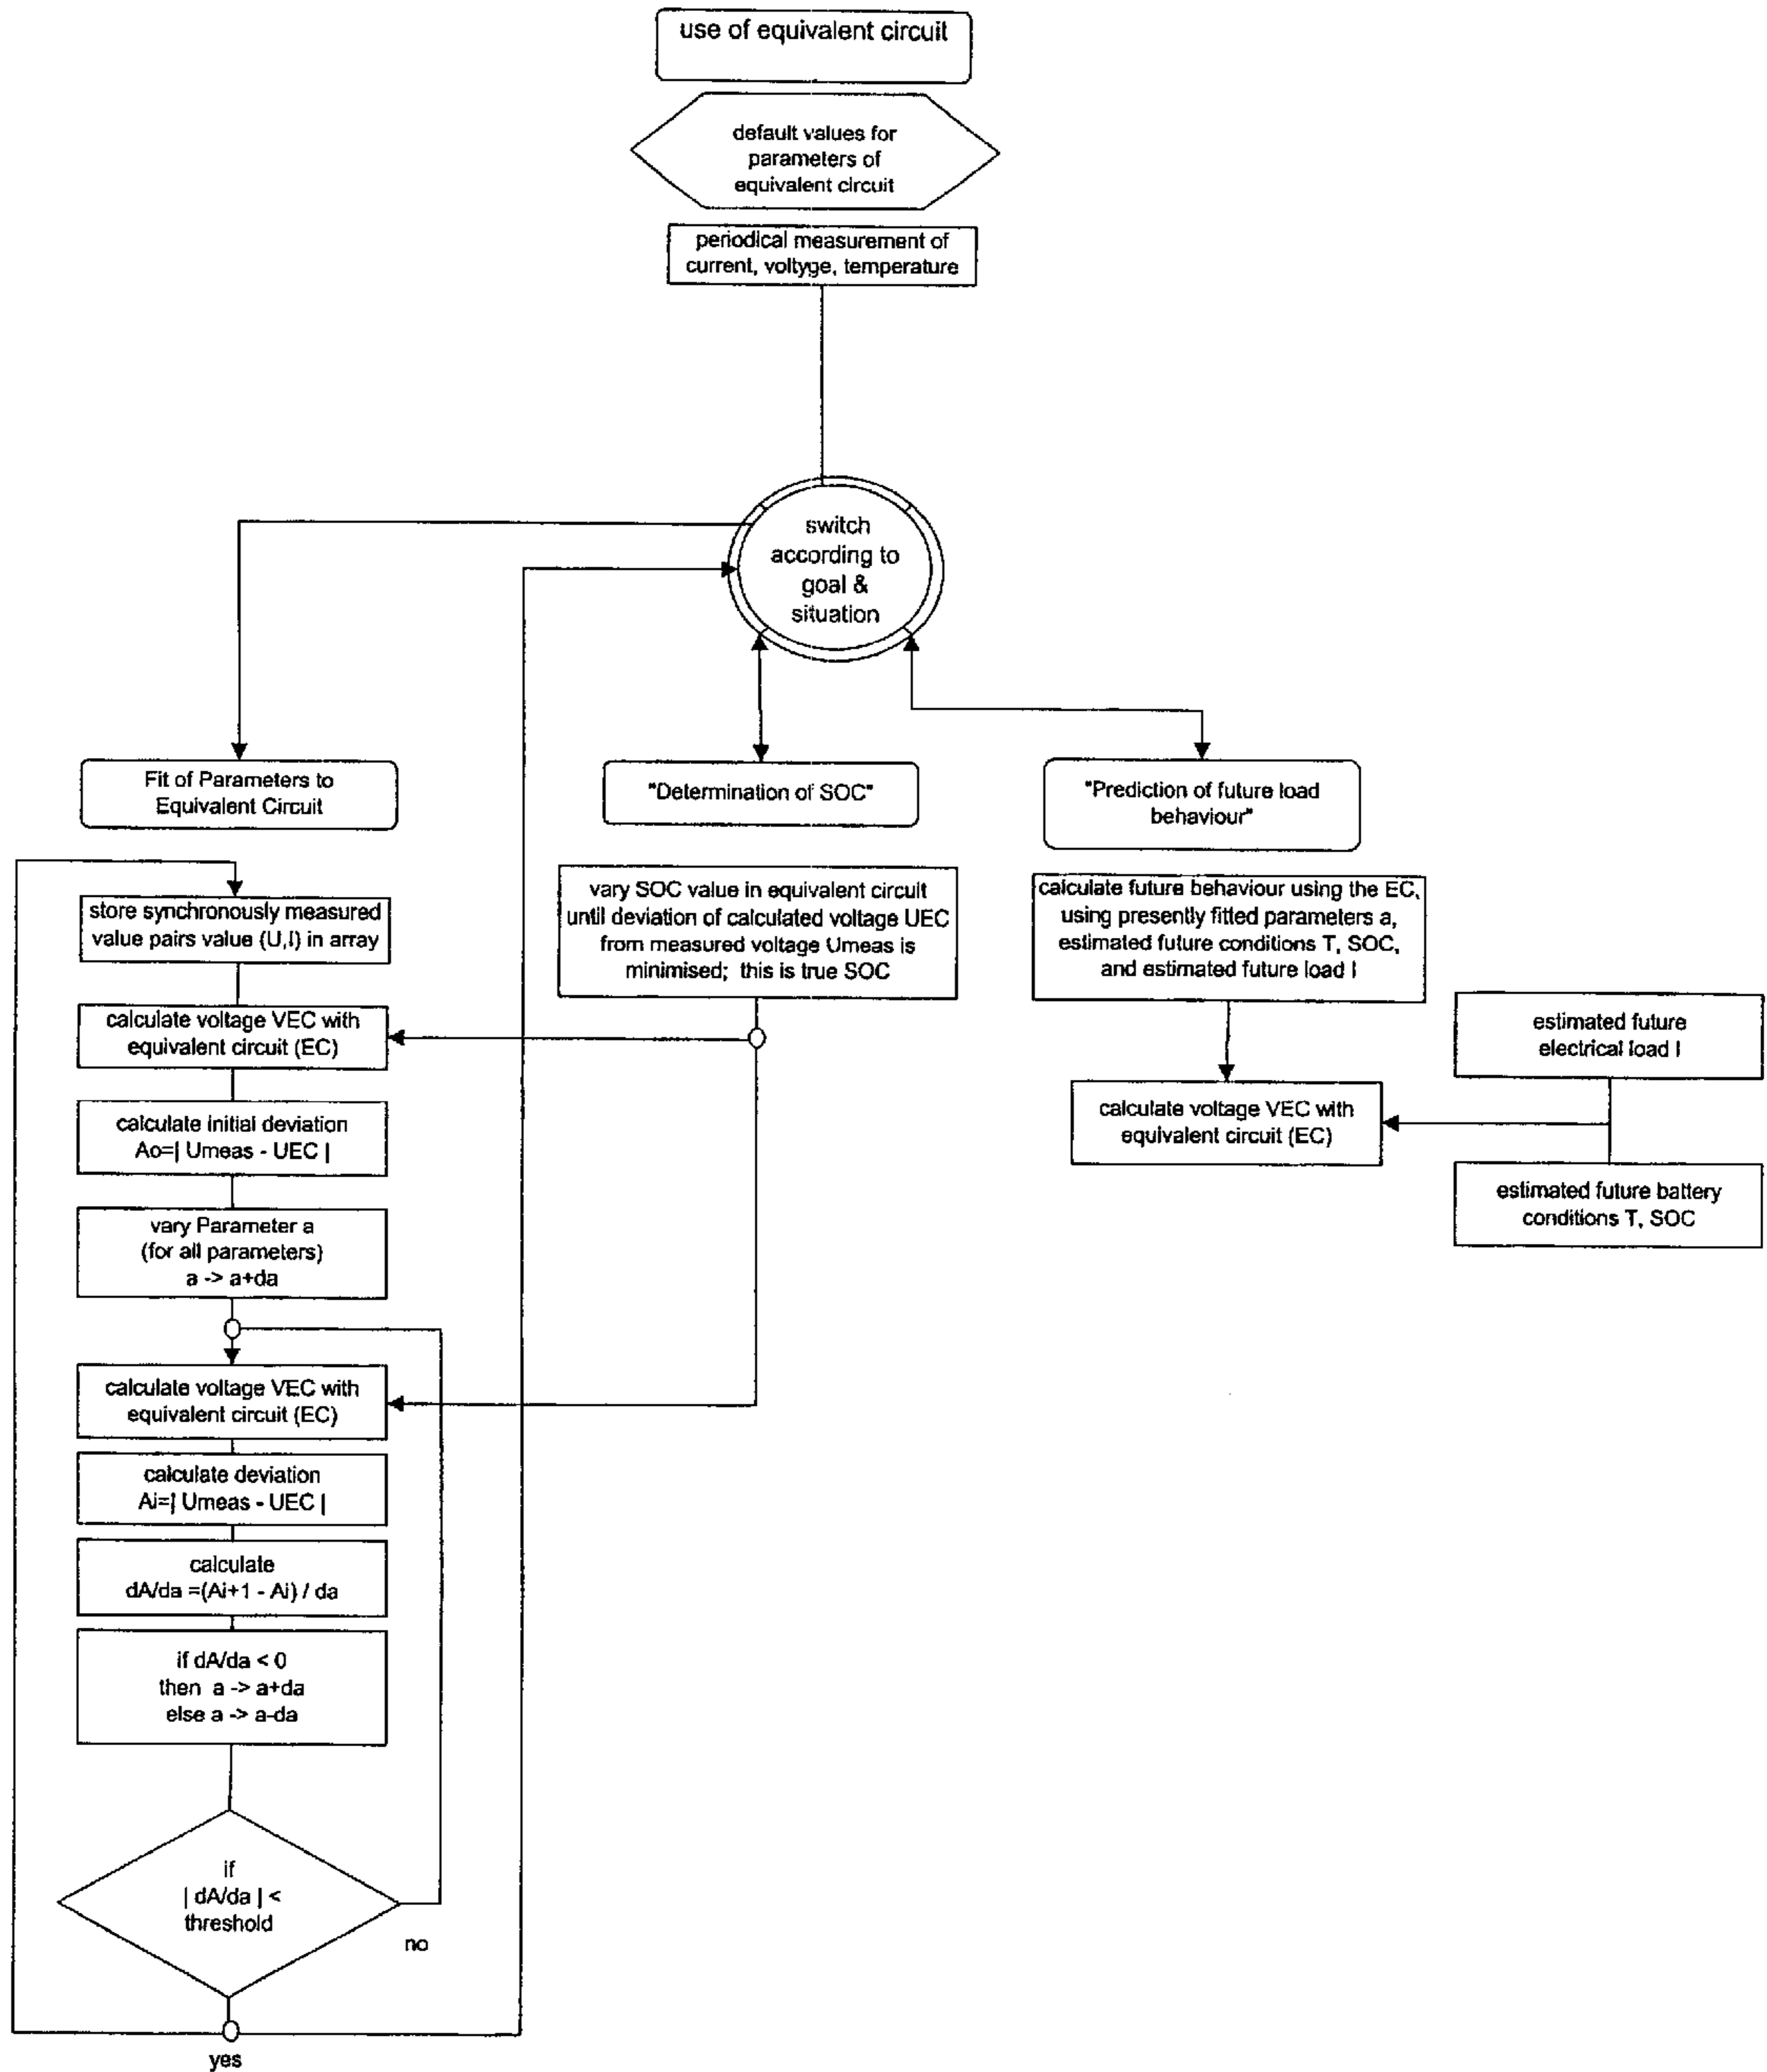 use of equivalent circuit
default values for
parameters of
equivalent circuit
periodical measurement of
current, voltyge, temperature
switch
according to
goal &
situation
Fit of Parameters to
Equivalent Circuit
"Determination of SOC"
"Prediction of future load
behaviour"
store synchronously measured
value pairs value (U,I) in array
calculate voltage VEC with
equivalent circuit (EC)
calculate initial deviation
Ao=| Umeas - UEC |
vary Parameter a
(for all parameters)
a -> a+da
calculate voltage VEC with
equivalent circuit (EC)
calculate deviation
Ai=| Umeas - UEC |
calculate
dA/da =(Ai+1 - Ai) / da
if dA/da < 0
then a -> a+da
else a -> a-da
if
| dA/da | <
threshold
no
yes
vary SOC value in equivalent circuit
until deviation of calculated voltage UEC
from measured voltage Umeas is
minimised; this is true SOC
calculate future behaviour using the EC,
using presently fitted parameters a,
estimated future conditions T, SOC,
and estimated future load I
calculate voltage VEC with
equivalent circuit (EC)
estimated future
electrical load I
estimated future battery
conditions T, SOC